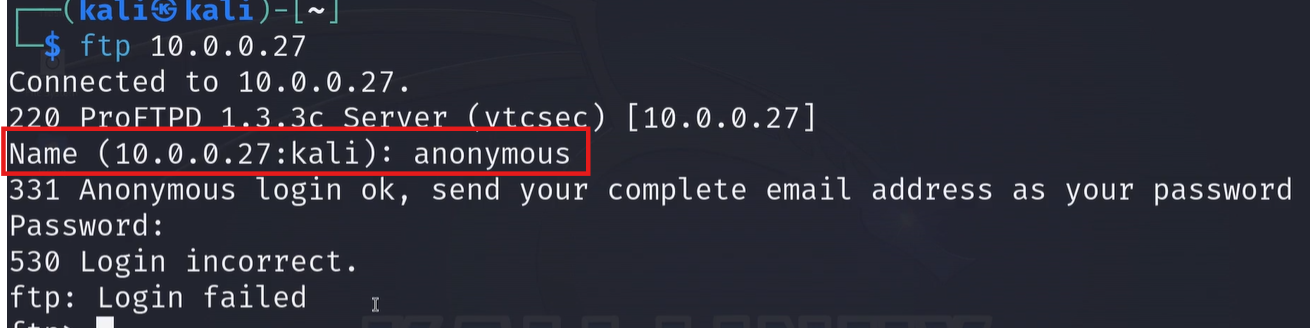 (kali㉿kali)-[~]
$ ftp 10.0.0.27
Connected to 10.0.0.27.
220 ProFTPD 1.3.3c Server (vtcsec) [10.0.0.27]
Name (10.0.0.27:kali): anonymous
331 Anonymous login ok, send your complete email address as your password
Password:
530 Login incorrect.
ftp: Login failed
ftp>